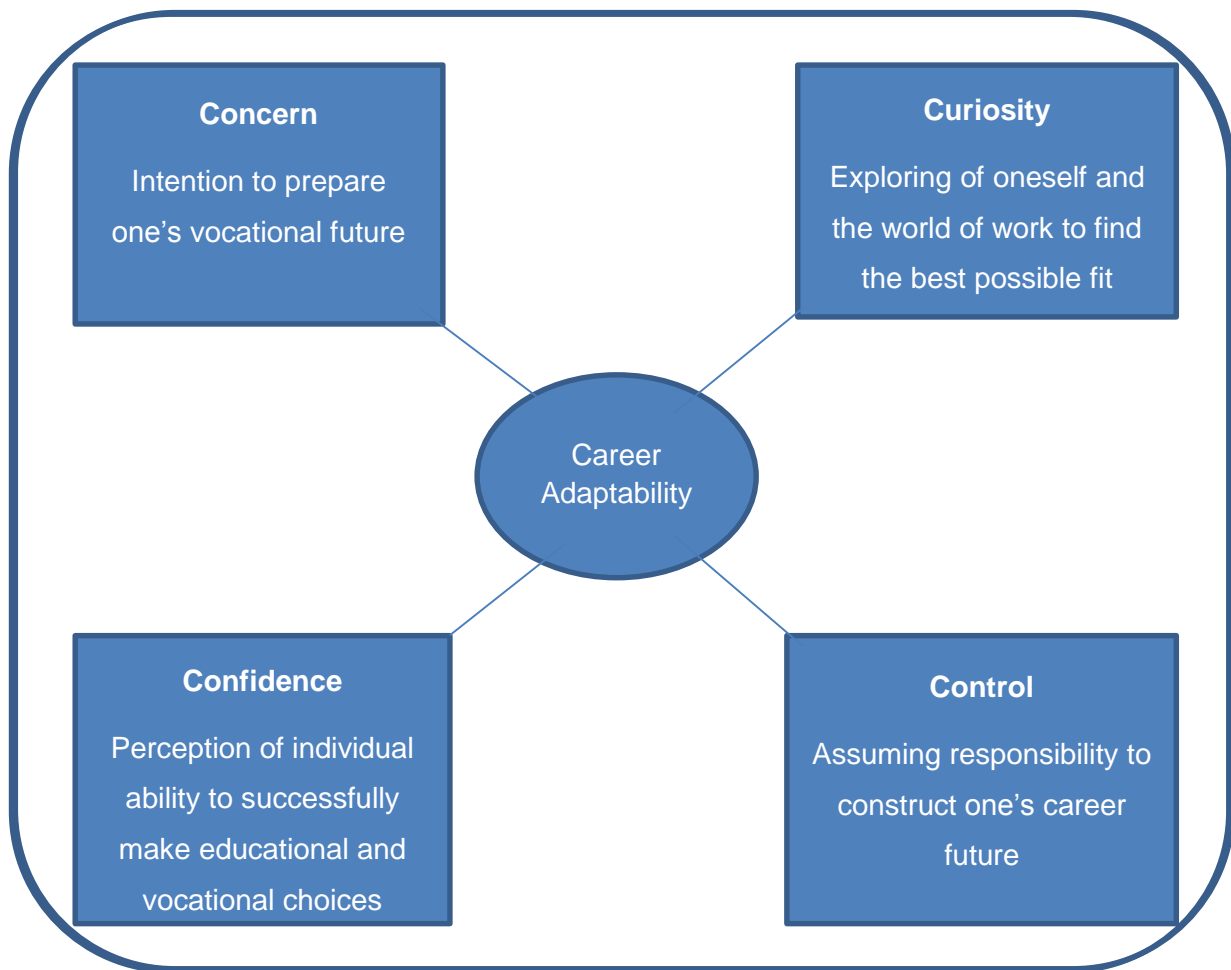 Concern
Intention to prepare
one’s vocational future
Curiosity
Exploring of oneself and
the world of work to find
the best possible fit
Career
Adaptability
Confidence
Perception of individual
ability to successfully
make educational and
vocational choices
Control
Assuming responsibility to
construct one’s career
future